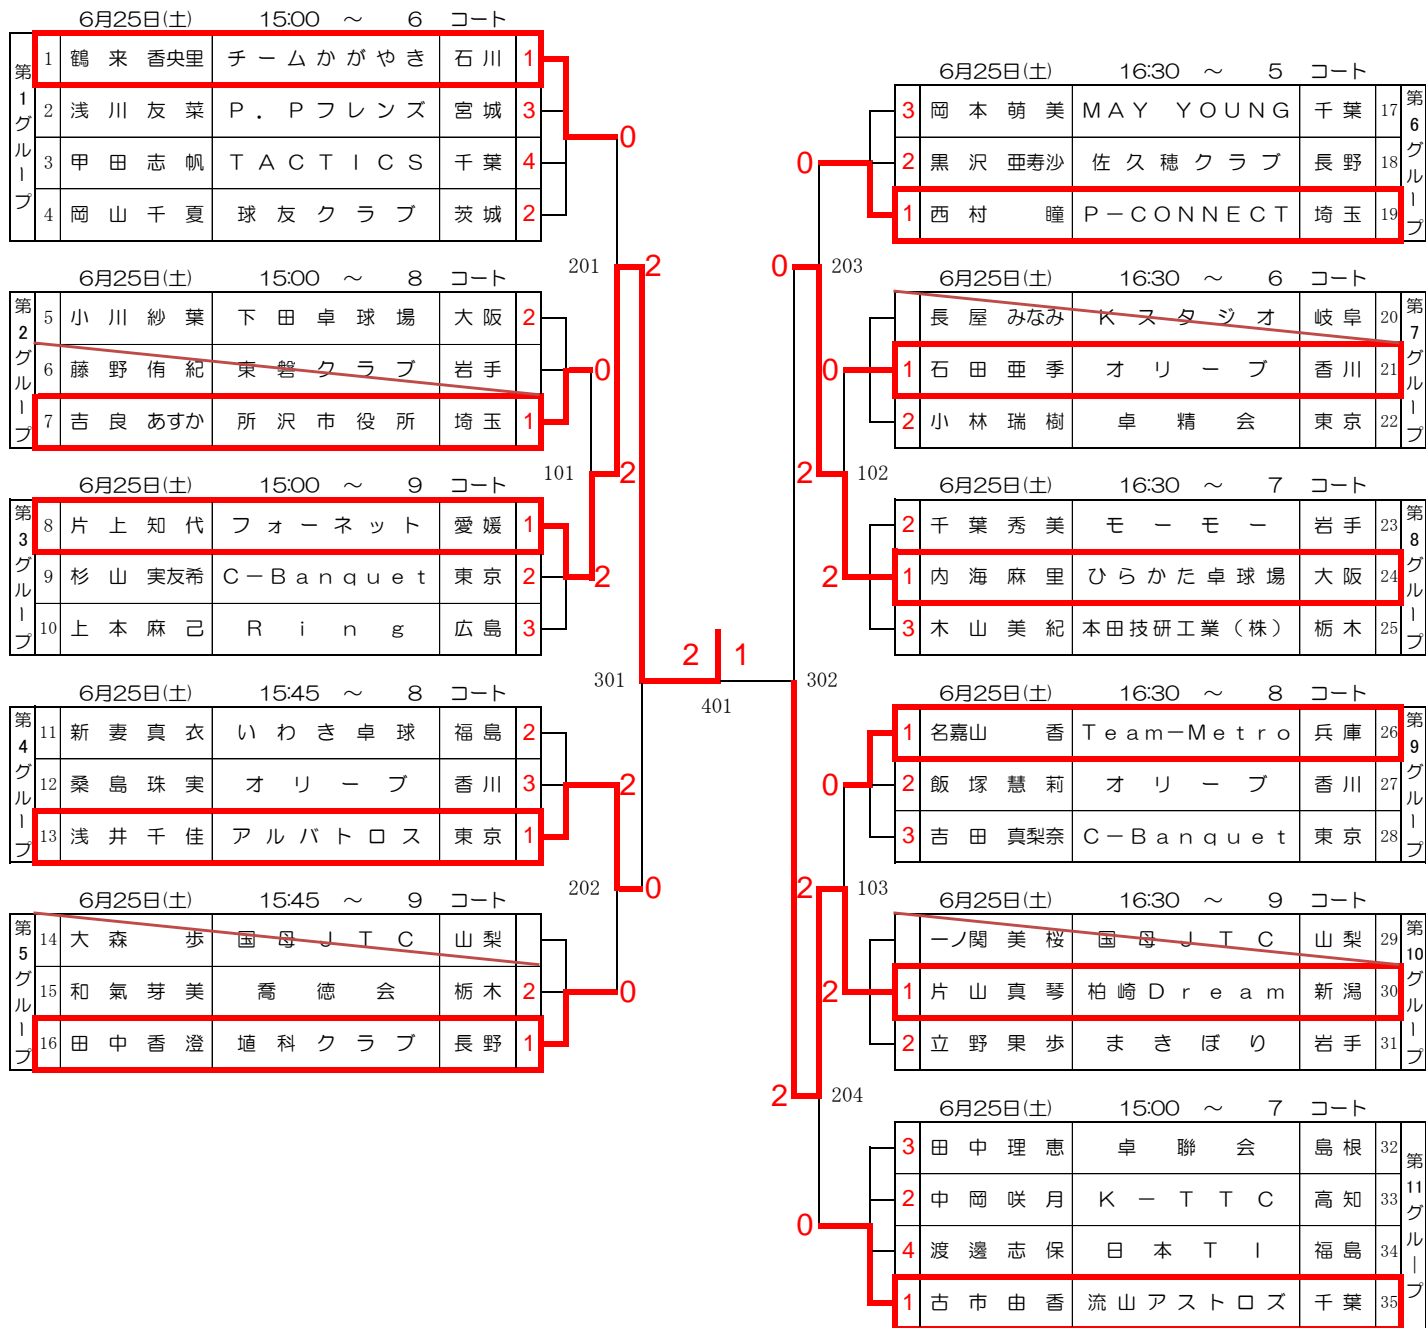 6月25日(土) 15:00 ～ 6 コート
第1グループ
1 鶴来 香央里 チームかがやき 石川 1
2 浅川友菜 P．Pフレンズ 宮城 3
3 甲田志帆 TACTICS 千葉 4
4 岡山千夏 球友クラブ 茨城 2
0
201
2
6月25日(土) 15:00 ～ 8 コート
第2グループ
5 小川紗葉 下田卓球場 大阪 2
6 藤野侑紀 東磐クラブ 岩手
7 吉良 あすか 所沢市役所 埼玉 1
0
101
2
6月25日(土) 15:00 ～ 9 コート
第3グループ
8 片上知代 フォーネット 愛媛 1
9 杉山 実友希 C－Banquet 東京 2
10 上本麻己 Ring 広島 3
2
301
6月25日(土) 15:45 ～ 8 コート
第4グループ
11 新妻真衣 いわき卓球 福島 2
12 桑島珠実 オリーブ 香川 3
13 浅井千佳 アルバトロス 東京 1
2
202
0
6月25日(土) 15:45 ～ 9 コート
第5グループ
14 大森 歩 国母JTC 山梨
15 和氣芽美 喬徳会 栃木 2
16 田中香澄 埴科クラブ 長野 1
0
2 1
401
6月25日(土) 16:30 ～ 5 コート
第6グループ
3 岡本萌美 MAY YOUNG 千葉 17
2 黒沢 亜寿沙 佐久穂クラブ 長野 18
1 西村 瞳 P－CONNECT 埼玉 19
0
0
203
6月25日(土) 16:30 ～ 6 コート
第7グループ
長屋 みなみ Kスタジオ 岐阜 20
1 石田亜季 オリーブ 香川 21
2 小林瑞樹 卓精会 東京 22
0
2
102
6月25日(土) 16:30 ～ 7 コート
第8グループ
2 千葉秀美 モーモー 岩手 23
1 内海麻里 ひらかた卓球場 大阪 24
3 木山美紀 本田技研工業（株） 栃木 25
2
302
6月25日(土) 16:30 ～ 8 コート
第9グループ
1 名嘉山 香 Team－Metro 兵庫 26
2 飯塚慧莉 オリーブ 香川 27
3 吉田 真梨奈 C－Banquet 東京 28
0
2
103
6月25日(土) 16:30 ～ 9 コート
第10グループ
一ノ関 美桜 国母JTC 山梨 29
1 片山真琴 柏崎Dream 新潟 30
2 立野果歩 まきぼり 岩手 31
2
2
204
6月25日(土) 15:00 ～ 7 コート
第11グループ
3 田中理恵 卓聯会 島根 32
2 中岡咲月 K－TTC 高知 33
4 渡邊志保 日本TI 福島 34
1 古市由香 流山アストロズ 千葉 35
0